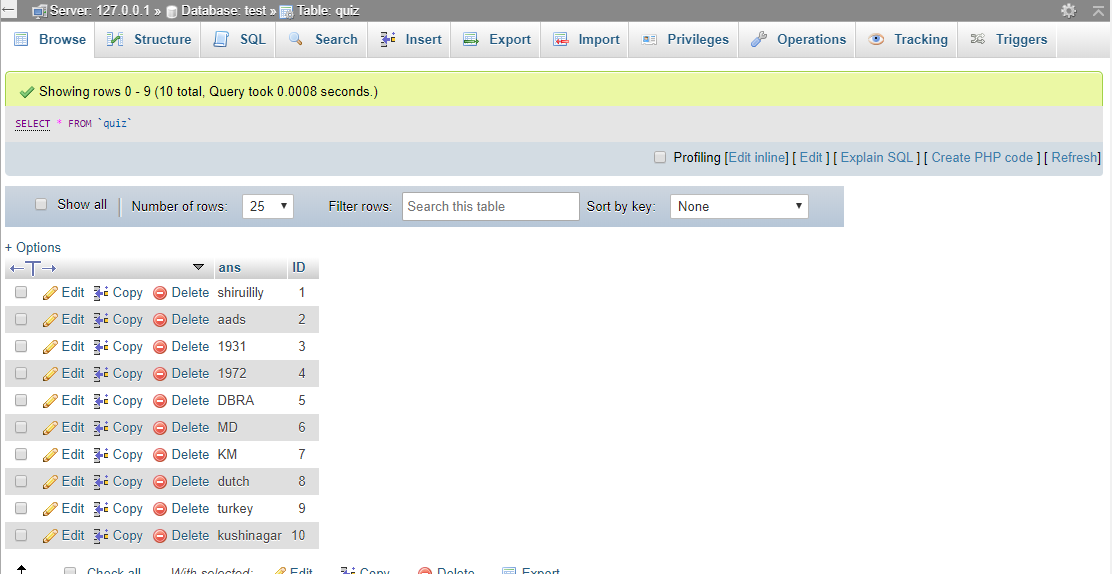 Server: 127.0.0.1 » Database: test » Table: quiz
Browse Structure SQL Search Insert Export Import Privileges Operations Tracking Triggers
Showing rows 0 - 9 (10 total, Query took 0.0008 seconds.)
SELECT * FROM `quiz`
Profiling [Edit inline] [ Edit ] [ Explain SQL ] [ Create PHP code ] [ Refresh]
Show all Number of rows: 25 Filter rows: Search this table Sort by key: None
+ Options
ans ID
Edit Copy Delete shiruilily 1
Edit Copy Delete aads 2
Edit Copy Delete 1931 3
Edit Copy Delete 1972 4
Edit Copy Delete DBRA 5
Edit Copy Delete MD 6
Edit Copy Delete KM 7
Edit Copy Delete dutch 8
Edit Copy Delete turkey 9
Edit Copy Delete kushinagar 10
Check all With selected: Edit Copy Delete Export